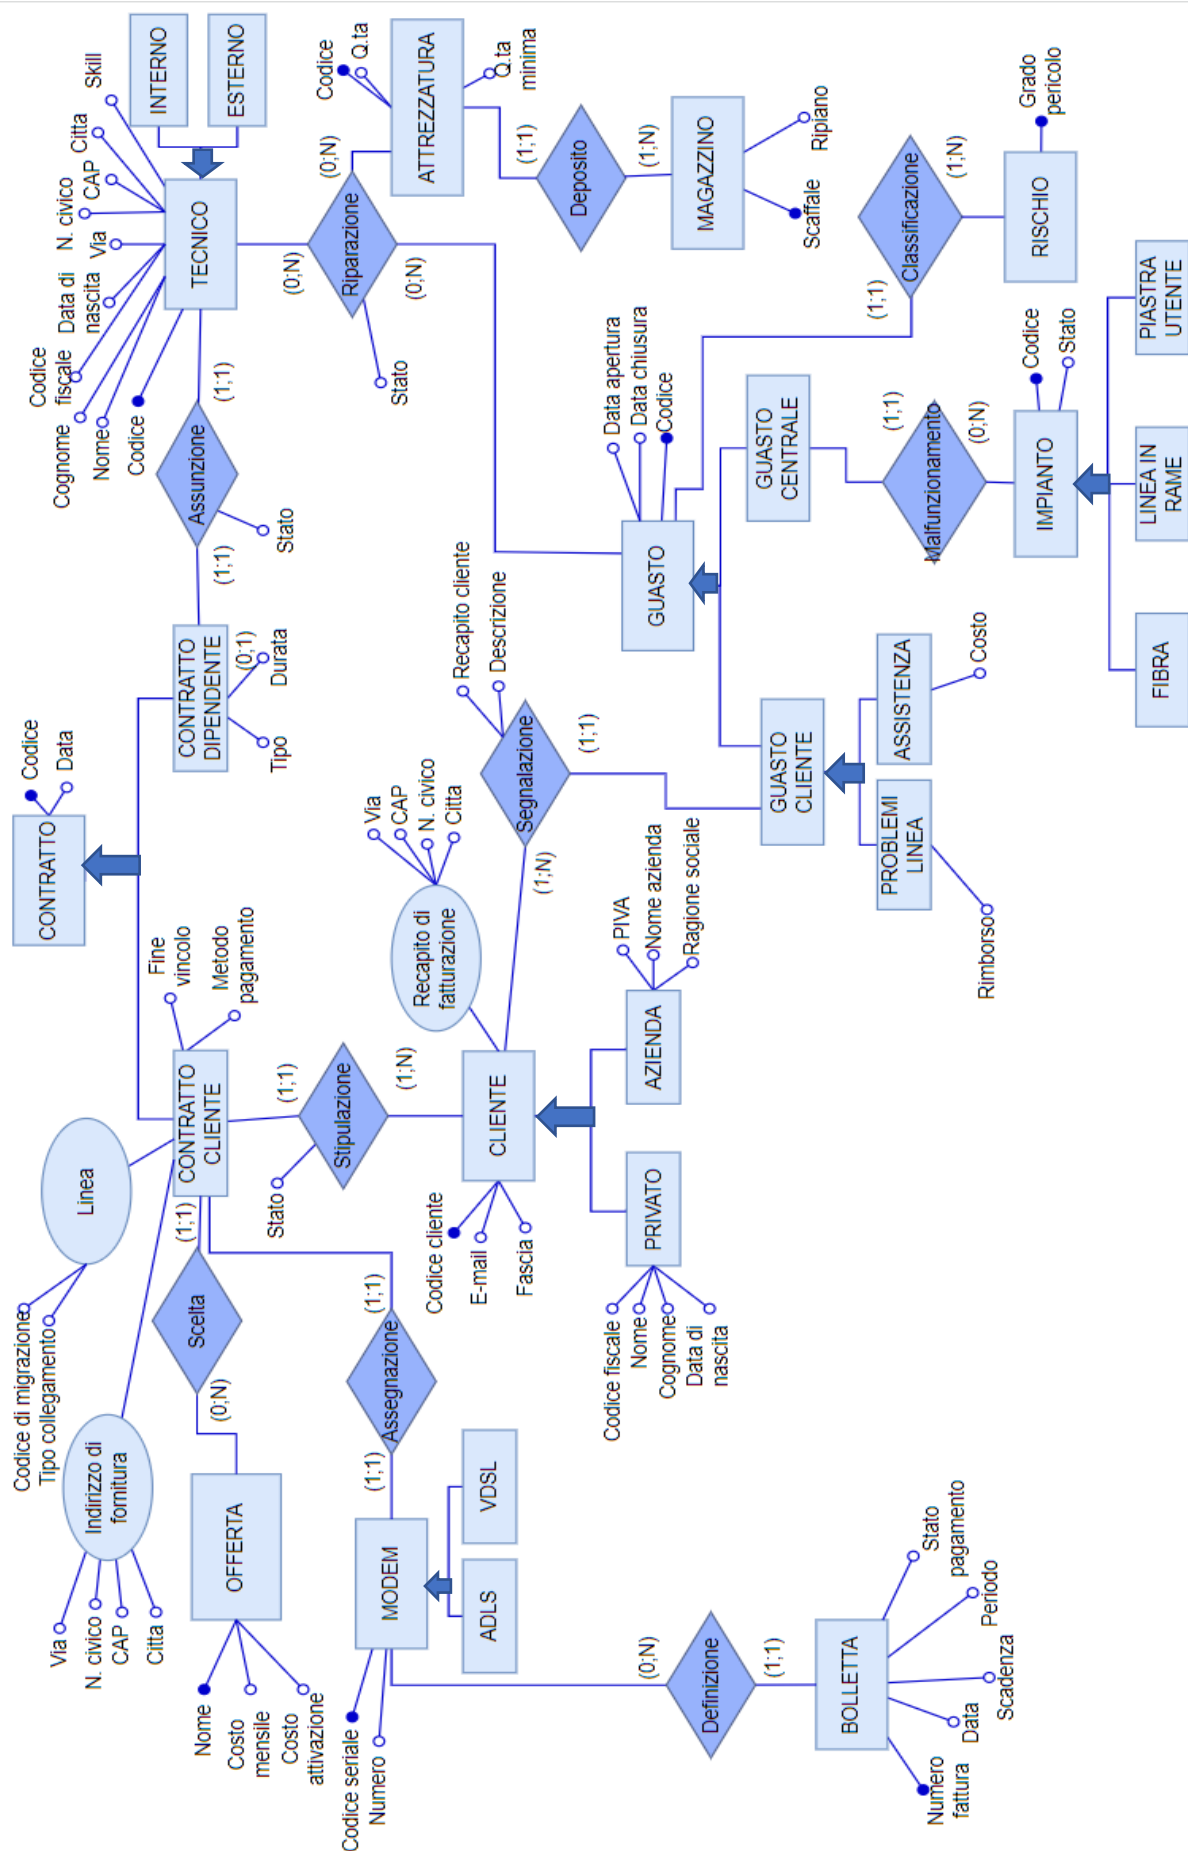 Via
N. civico
CAP
Citta
Indirizzo di
fornitura
Codice di migrazione
Tipo collegamento
Linea
CONTRATTO
Codice
Data
Fine
vincolo
Metodo
pagamento
CONTRATTO
CLIENTE
(1;1)
Scelta
(0;N)
OFFERTA
Nome
Costo
mensile
Costo
attivazione
CONTRATTO
DIPENDENTE
(0;1)
Tipo
Durata
(1;1)
Assunzione
(1;1)
Stato
Codice
Nome
Cognome
Codice
fiscale
Data di
nascita
Via
N. civico
CAP
Citta
Skill
TECNICO
INTERNO
ESTERNO
(0;N)
Riparazione
(0;N)
(0;N)
Stato
ATTREZZATURA
Codice
Q.ta
Q.ta
minima
(1;1)
Deposito
(1;N)
MAGAZZINO
Scaffale
Ripiano
(1;1)
Stipulazione
(1;N)
Stato
Codice seriale
Numero
MODEM
(1;1)
Assegnazione
(1;1)
ADLS
VDSL
Codice cliente
E-mail
Fascia
CLIENTE
Recapito di
fatturazione
Via
CAP
N. civico
Citta
(1;N)
Segnalazione
(1;1)
Recapito cliente
Descrizione
Codice fiscale
Nome
Cognome
Data di
nascita
PRIVATO
AZIENDA
PIVA
Nome azienda
Ragione sociale
GUASTO
Data apertura
Data chiusura
Codice
(1;1)
Classificazione
(1;N)
RISCHIO
Grado
pericolo
(0;N)
Definizione
(1;1)
BOLLETTA
Numero
fattura
Data
Scadenza
Periodo
Stato
pagamento
GUASTO
CLIENTE
GUASTO
CENTRALE
PROBLEMI
LINEA
Rimborso
ASSISTENZA
Costo
(1;1)
Malfunzionamento
(0;N)
IMPIANTO
Codice
Stato
FIBRA
LINEA IN
RAME
PIASTRA
UTENTE